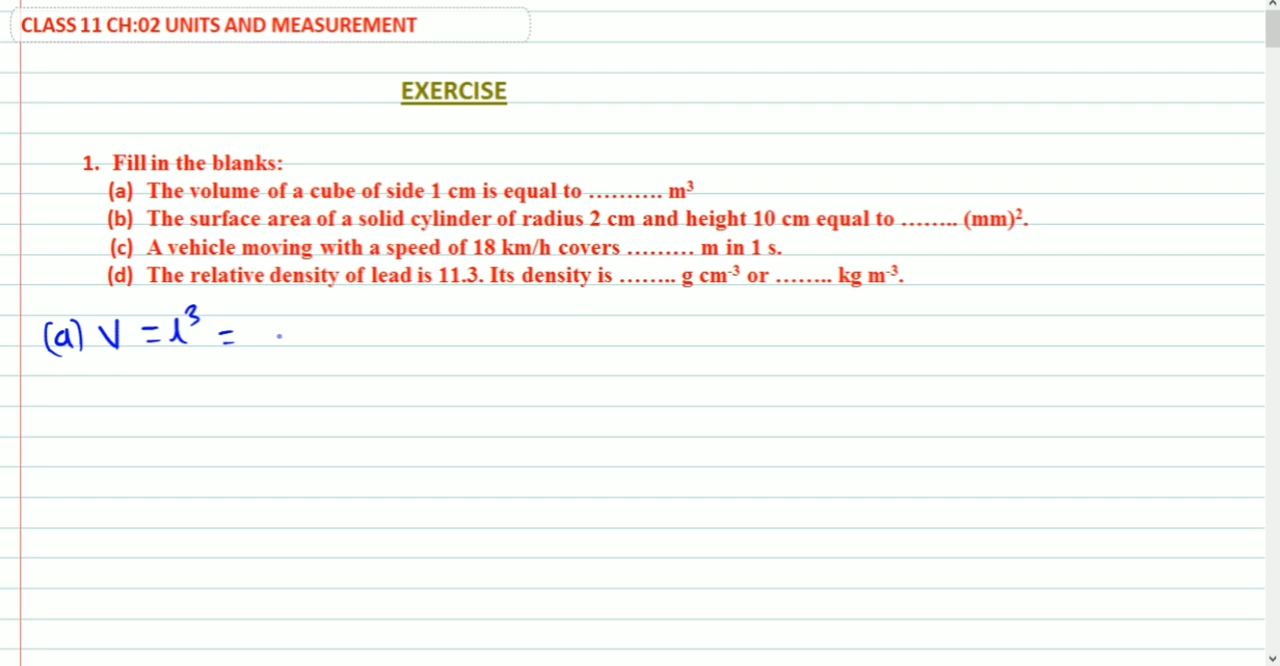 CLASS 11 CH:02 UNITS AND MEASUREMENT
EXERCISE
1. Fill in the blanks:
(a) The volume of a cube of side 1 cm is equal to .......... m³
(b) The surface area of a solid cylinder of radius 2 cm and height 10 cm equal to ........ (mm)².
(c) A vehicle moving with a speed of 18 km/h covers ......... m in 1 s.
(d) The relative density of lead is 11.3. Its density is ........ g cm⁻³ or ........ kg m⁻³.
(a) V = l³ =